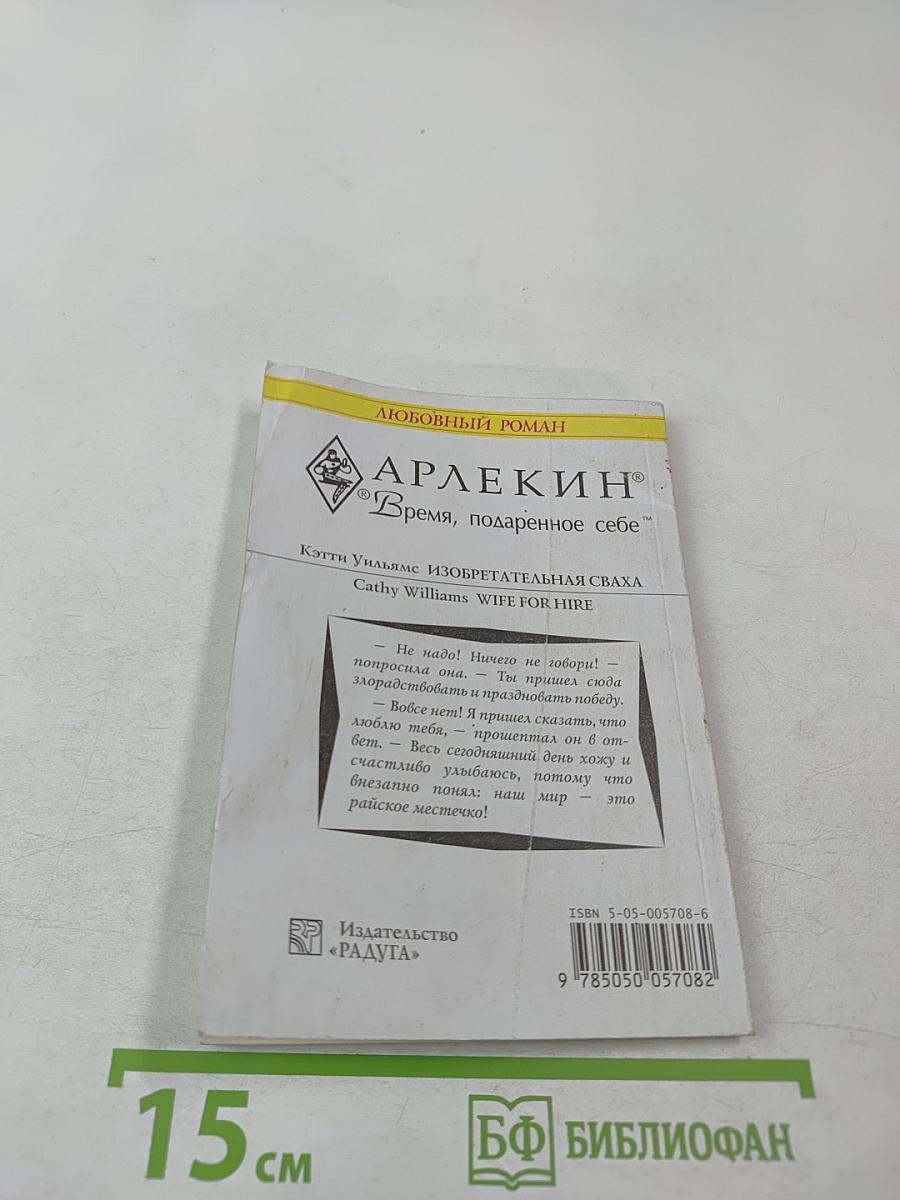 ЛЮБОВНЫЙ РОМАН
АРЛЕКИН®
® Время, подаренное себе™
Кэтти Уильямс ИЗОБРЕТАТЕЛЬНАЯ СВАХА
Cathy Williams WIFE FOR HIRE
— Не надо! Ничего не говори! —
попросила она. — Ты пришел сюда
злорадствовать и праздновать победу.
— Вовсе нет! Я пришел сказать, что
люблю тебя, — прошептал он в от-
вет. — Весь сегодняшний день хожу и
счастливо улыбаюсь, потому что
внезапно понял: наш мир — это
райское местечко!
Издательство
«РАДУГА»
ISBN 5-05-005708-6
9 785050 057082
15 см
БФ БИБЛИОФАН